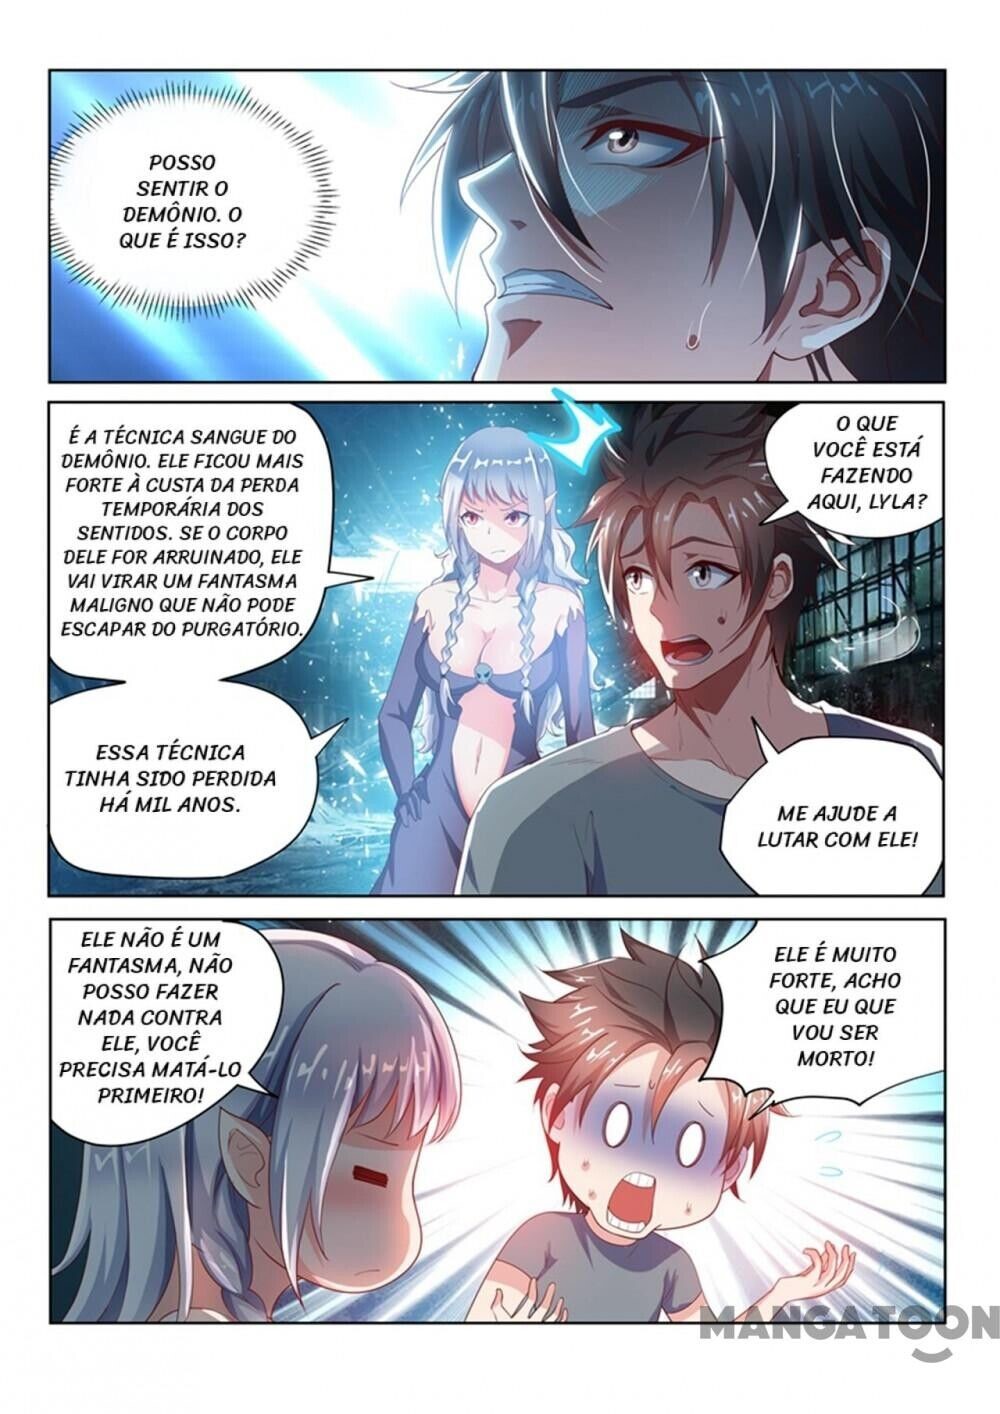 POSSO
SENTIR O
DEMÔNIO. O
QUE É ISSO?
É A TÉCNICA SANGUE DO
DEMÔNIO. ELE FICOU MAIS
FORTE À CUSTA DA PERDA
TEMPORÁRIA DOS
SENTIDOS. SE O CORPO
DELE FOR ARRUINADO, ELE
VAI VIRAR UM FANTASMA
MALIGNO QUE NÃO PODE
ESCAPAR DO PURGATÓRIO.
O QUE
VOCÊ ESTÁ
FAZENDO
AQUI, LYLA?
ESSA TÉCNICA
TINHA SIDO PERDIDA
HÁ MIL ANOS.
ME AJUDE A
LUTAR COM ELE!
ELE NÃO É UM
FANTASMA, NÃO
POSSO FAZER
NADA CONTRA
ELE, VOCÊ
PRECISA MATÁ-LO
PRIMEIRO!
ELE É MUITO
FORTE, ACHO
QUE EU QUE
VOU SER
MORTO!
MANGATOON